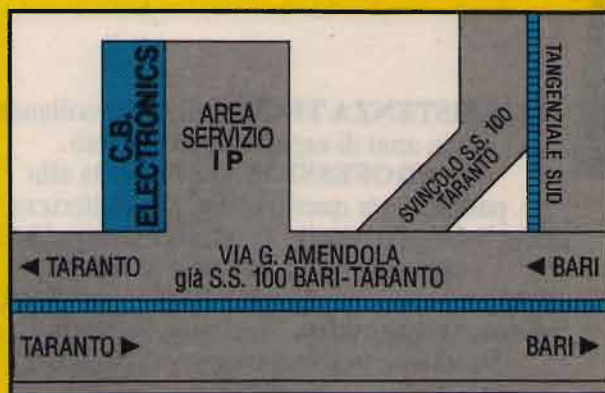 C.B.
ELECTRONICS
AREA
SERVIZIO
IP
SVINCOLO S.S. 100
TARANTO
TANGENZIALE SUD
◄ TARANTO
VIA G. AMENDOLA
già S.S. 100 BARI-TARANTO
◄ BARI
TARANTO ►
BARI ►